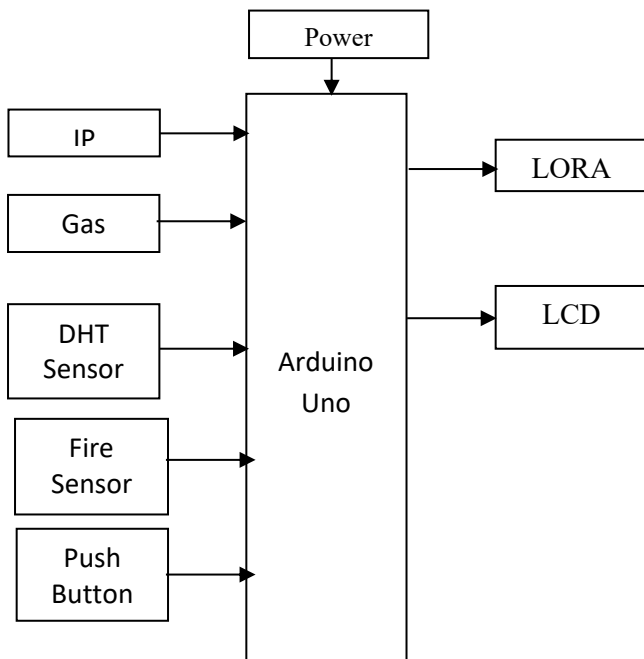 Power
IP
LORA
Gas
LCD
DHT
Sensor
Arduino
Uno
Fire
Sensor
Push
Button